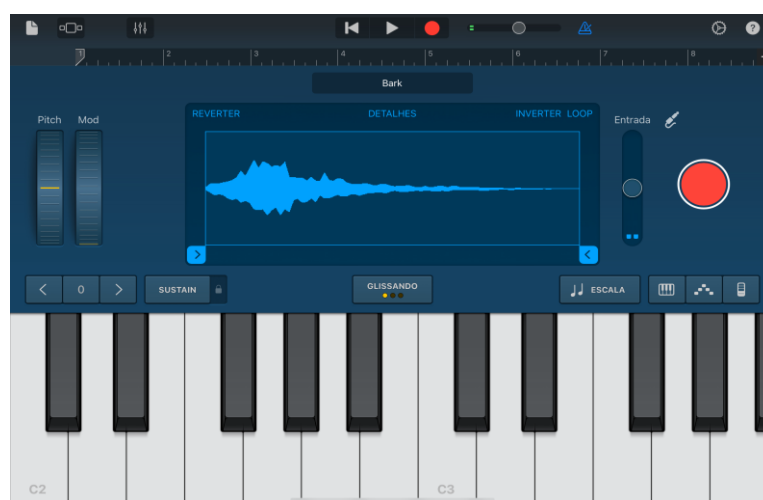 ?
1 2 3 4 5 6 7 8
Bark
REVERTER DETALHES INVERTER LOOP
Pitch Mod Entrada
0 SUSTAIN GLISSANDO ESCALA
C2 C3